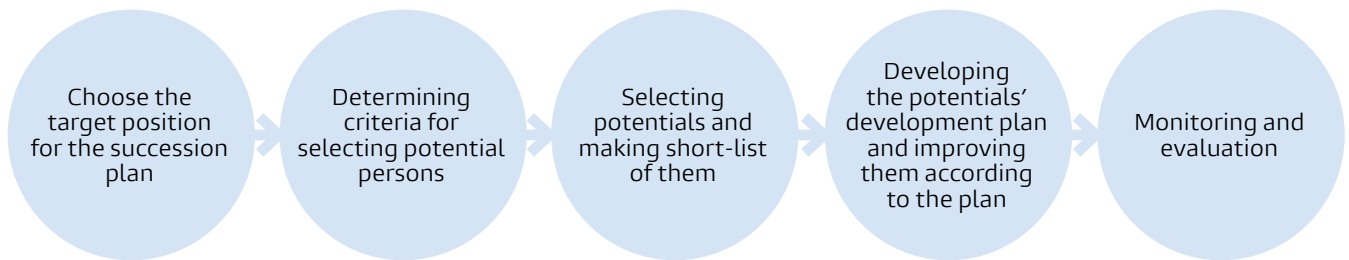 Choose the
target position
for the succession
plan
Determining
criteria for
selecting potential
persons
Selecting
potentials and
making short-list
of them
Developing
the potentials’
development plan
and improving
them according
to the plan
Monitoring and
evaluation